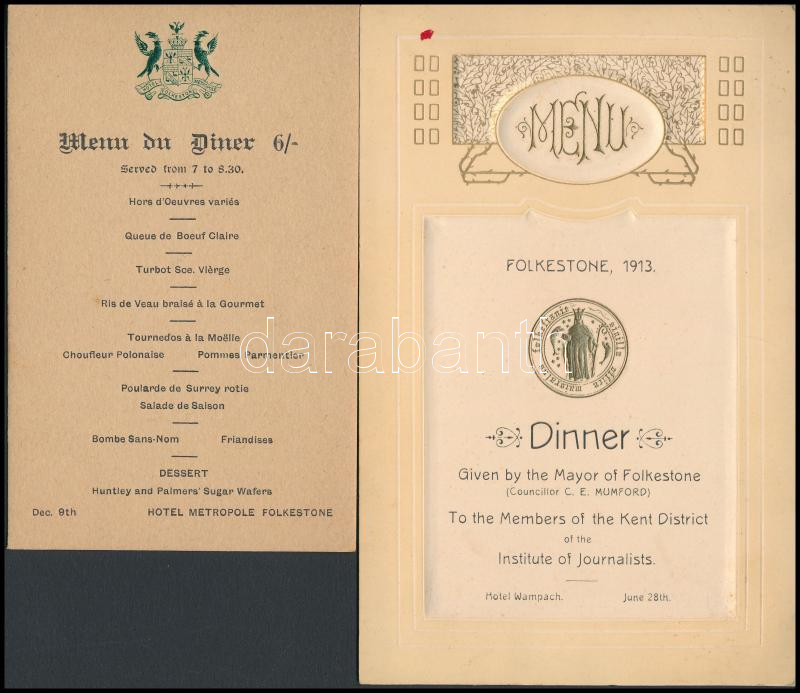 HOTEL METROPOLE
FOLKESTONE
Menu du Diner 6/-
Served from 7 to 8.30.
Hors d'Oeuvres variés
Queue de Boeuf Claire
Turbot Sce. Vièrge
Ris de Veau braisé à la Gourmet
Tournedos à la Moëlle
Choufleur Polonaise Pommes Parmentier
Poularde de Surrey rotie
Salade de Saison
Bombe Sans-Nom Friandises
DESSERT
Huntley and Palmers' Sugar Wafers
Dec. 9th HOTEL METROPOLE FOLKESTONE
MENU
FOLKESTONE, 1913.
Dinner
Given by the Mayor of Folkestone
(Councillor C. E. MUMFORD)
To the Members of the Kent District
of the
Institute of Journalists.
Hotel Wampach. June 28th.
darabanth